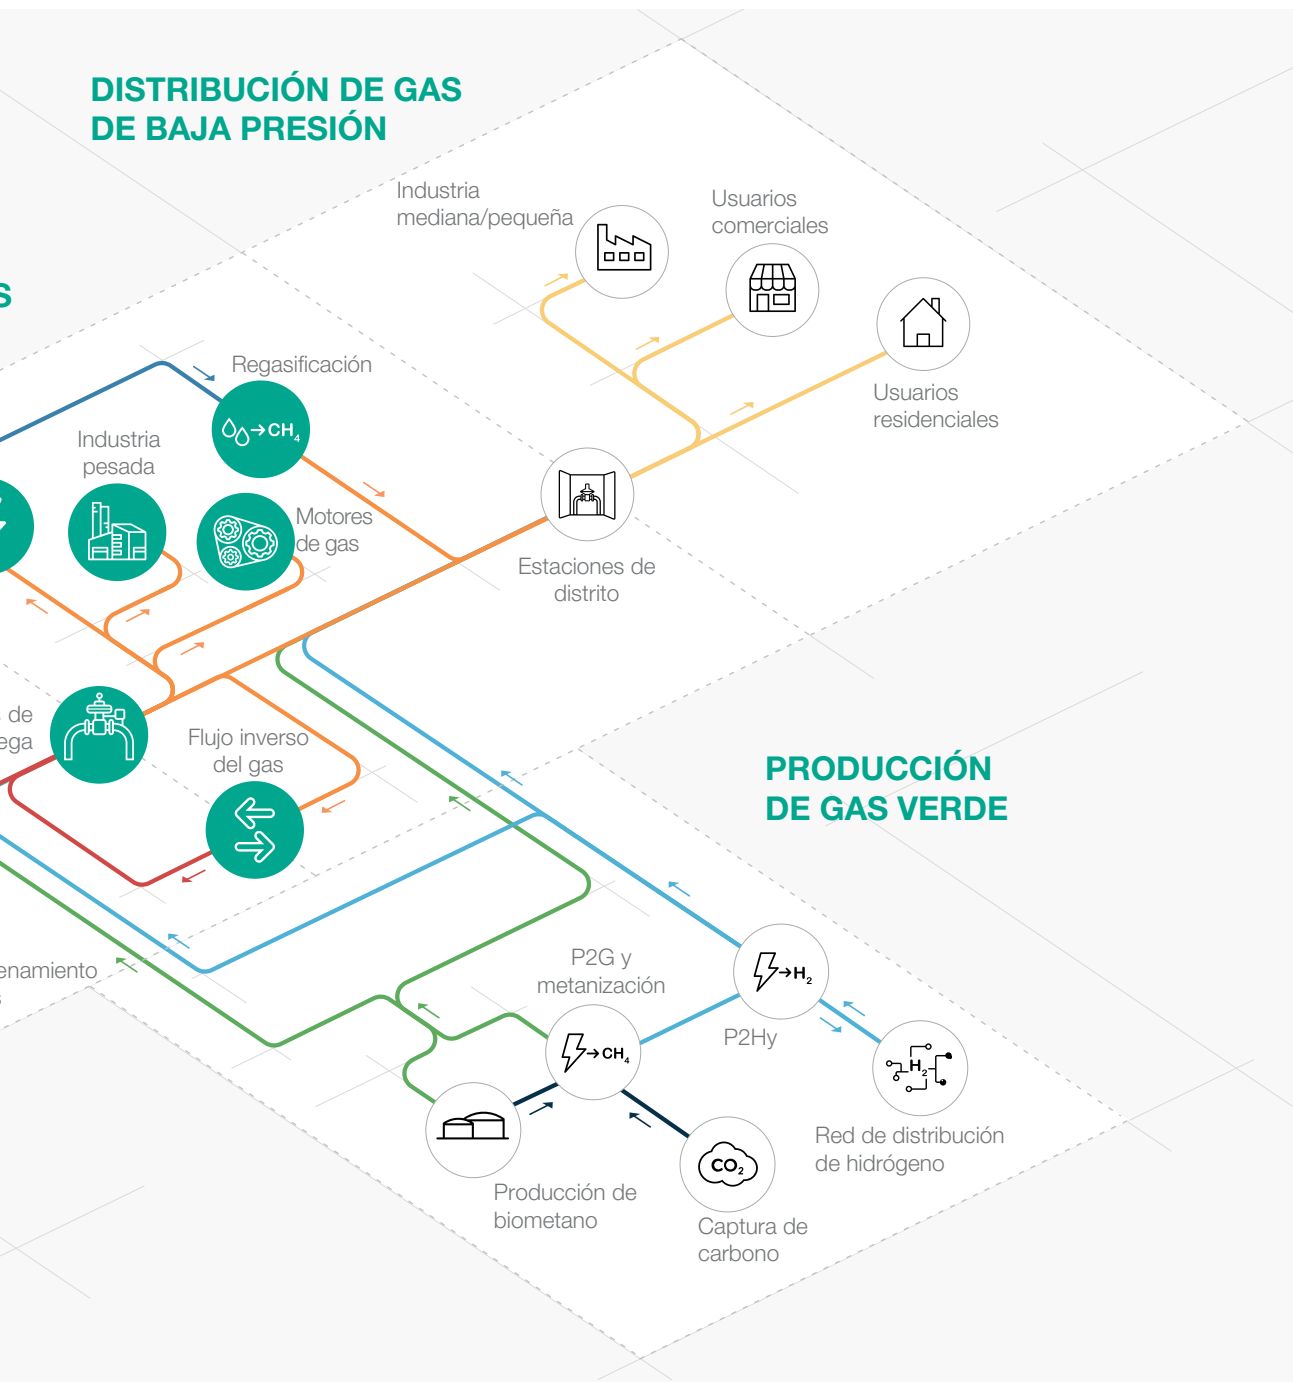 DISTRIBUCIÓN DE GAS
DE BAJA PRESIÓN
Industria
mediana/pequeña
Usuarios
comerciales
S
Usuarios
residenciales
Regasificación
→CH4
Industria
pesada
Motores
de gas
Estaciones de
distrito
de
Flujo inverso
del gas
PRODUCCIÓN
DE GAS VERDE
P2G y
metanización
→H2
P2Hy
→CH4
H2
Red de distribución
de hidrógeno
CO2
Producción de
biometano
Captura de
carbono